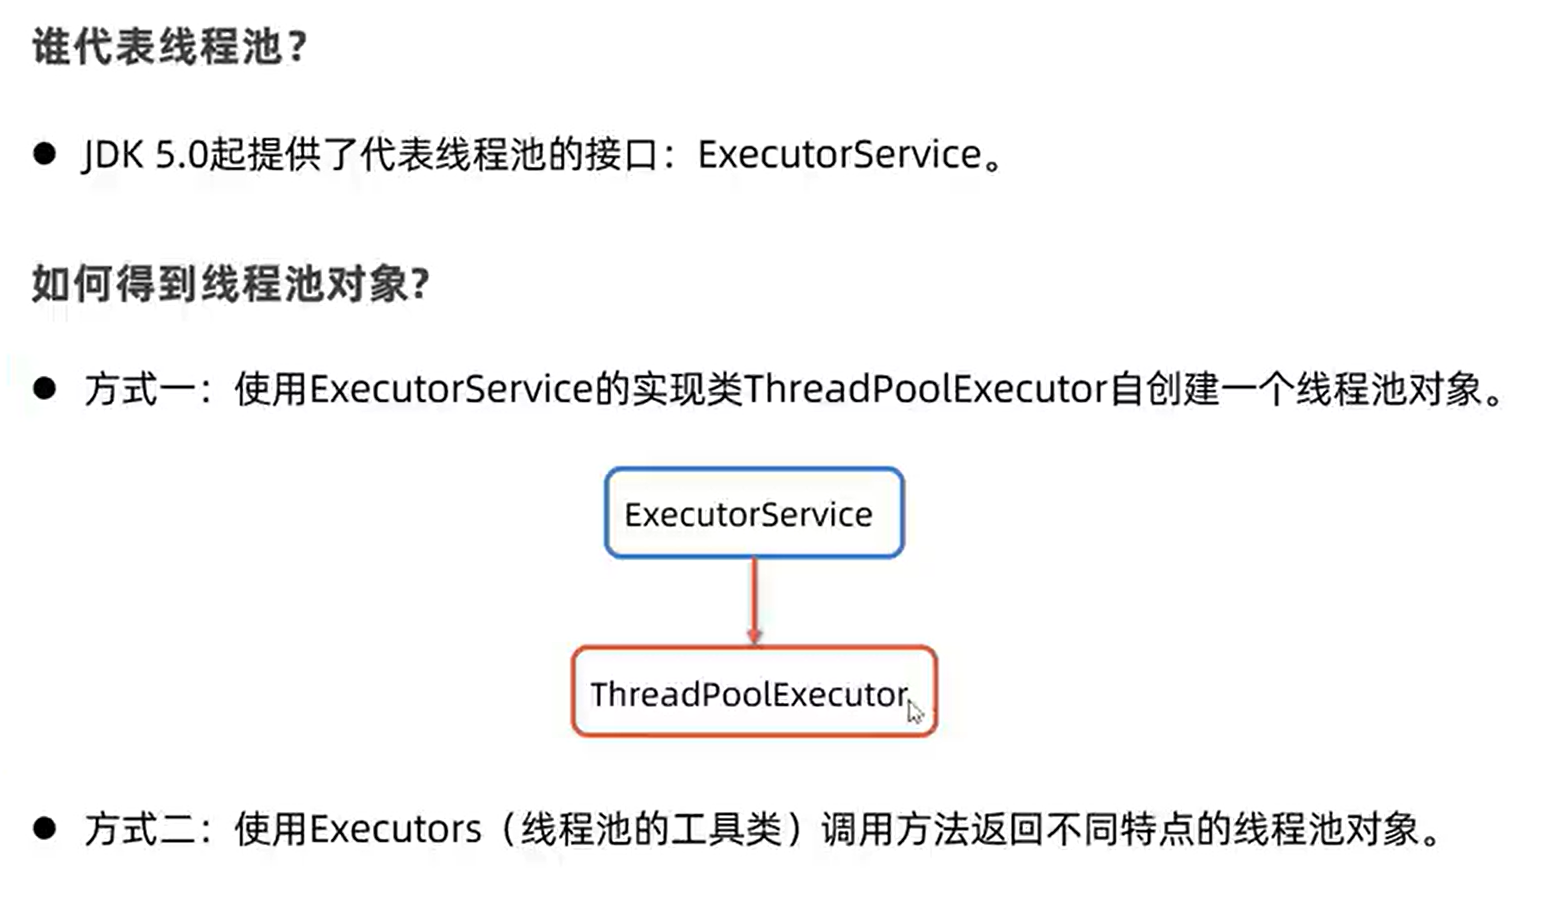 谁代表线程池?
● JDK 5.0起提供了代表线程池的接口：ExecutorService。
如何得到线程池对象?
● 方式一：使用ExecutorService的实现类ThreadPoolExecutor自创建一个线程池对象。
ExecutorService
ThreadPoolExecutor
● 方式二：使用Executors（线程池的工具类）调用方法返回不同特点的线程池对象。